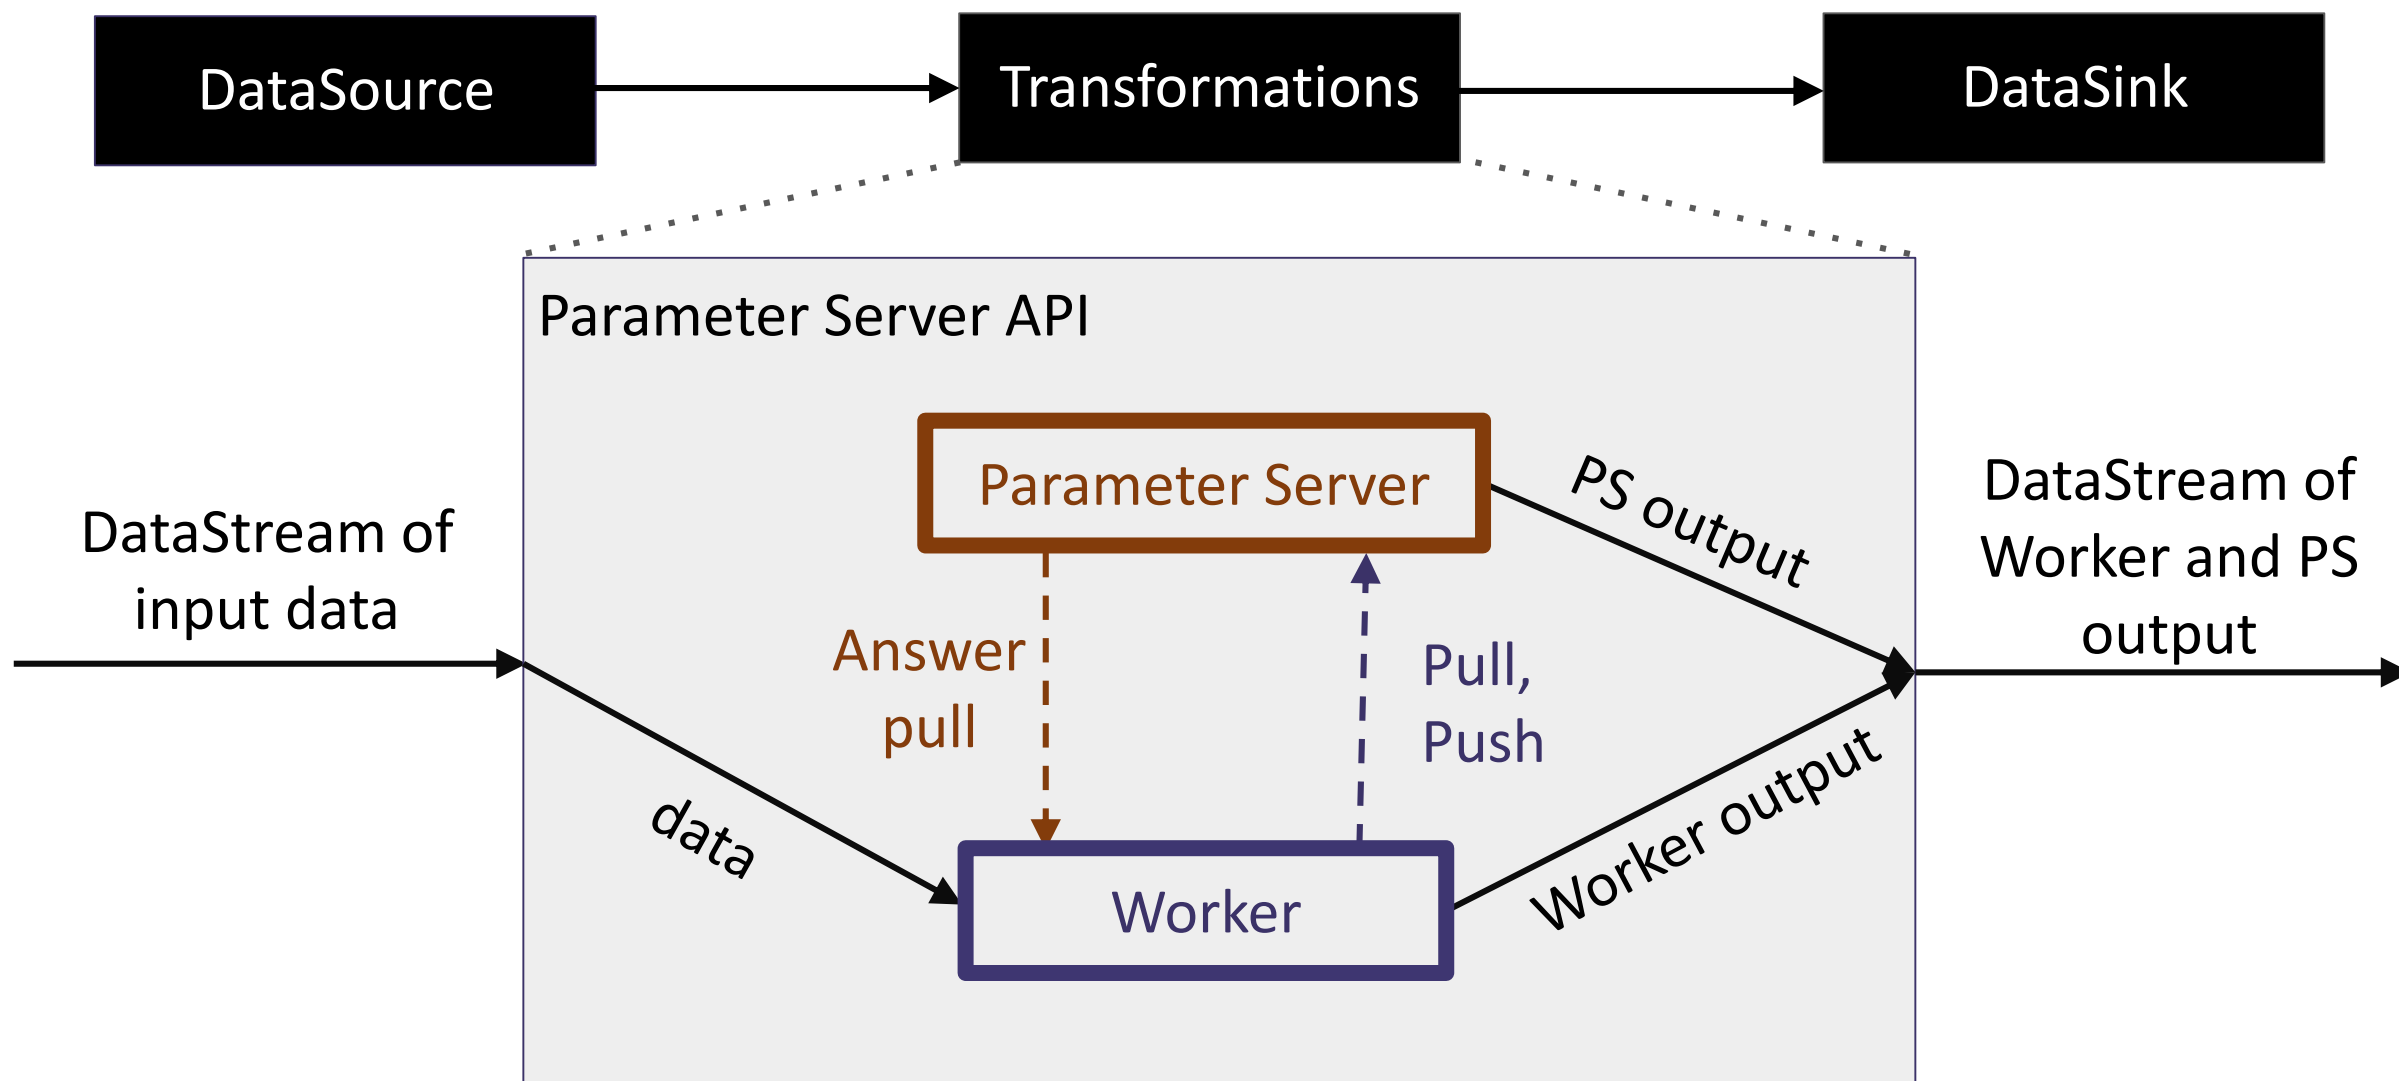 DataSource
Transformations
DataSink
Parameter Server API
Parameter Server
PS output
DataStream of
input data
DataStream of
Worker and PS
output
Answer
pull
Pull,
Push
data
Worker
Worker output